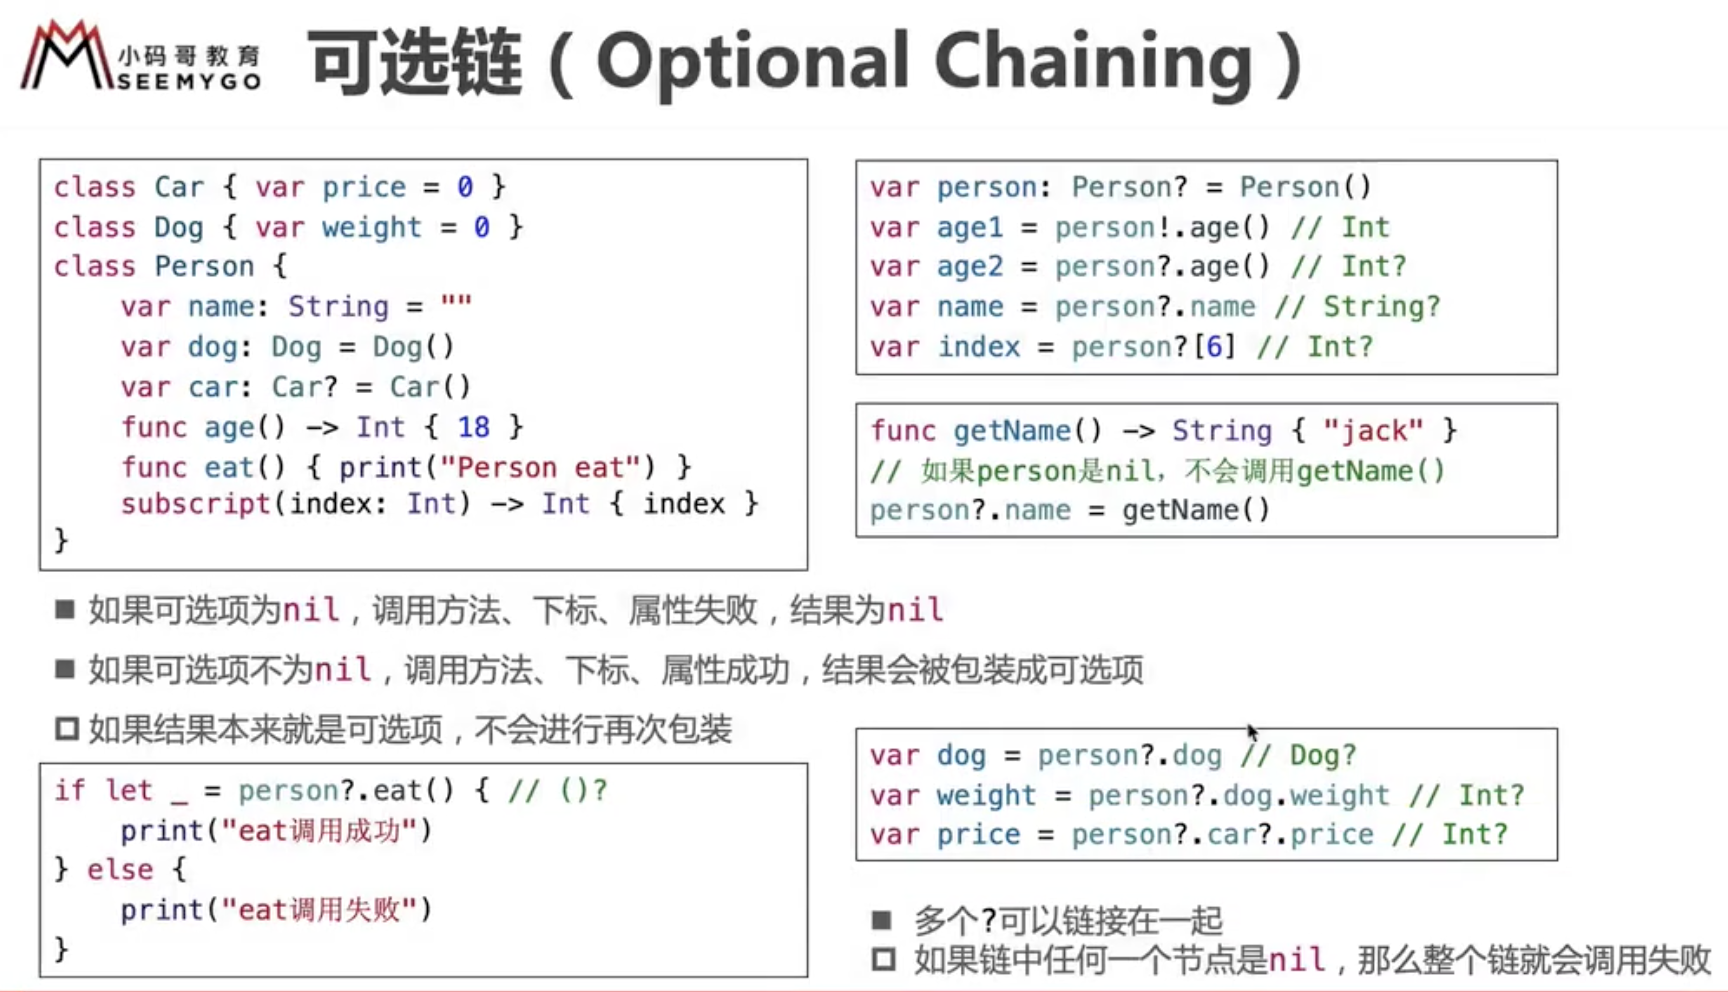 小码哥教育
SEEMYGO
可选链（Optional Chaining）
class Car { var price = 0 }
class Dog { var weight = 0 }
class Person {
    var name: String = ""
    var dog: Dog = Dog()
    var car: Car? = Car()
    func age() -> Int { 18 }
    func eat() { print("Person eat") }
    subscript(index: Int) -> Int { index }
}
var person: Person? = Person()
var age1 = person!.age() // Int
var age2 = person?.age() // Int?
var name = person?.name // String?
var index = person?[6] // Int?
func getName() -> String { "jack" }
// 如果person是nil，不会调用getName()
person?.name = getName()
■ 如果可选项为nil，调用方法、下标、属性失败，结果为nil
■ 如果可选项不为nil，调用方法、下标、属性成功，结果会被包装成可选项
□ 如果结果本来就是可选项，不会进行再次包装
if let _ = person?.eat() { // ()?
    print("eat调用成功")
} else {
    print("eat调用失败")
}
var dog = person?.dog // Dog?
var weight = person?.dog.weight // Int?
var price = person?.car?.price // Int?
■ 多个?可以链接在一起
□ 如果链中任何一个节点是nil，那么整个链就会调用失败